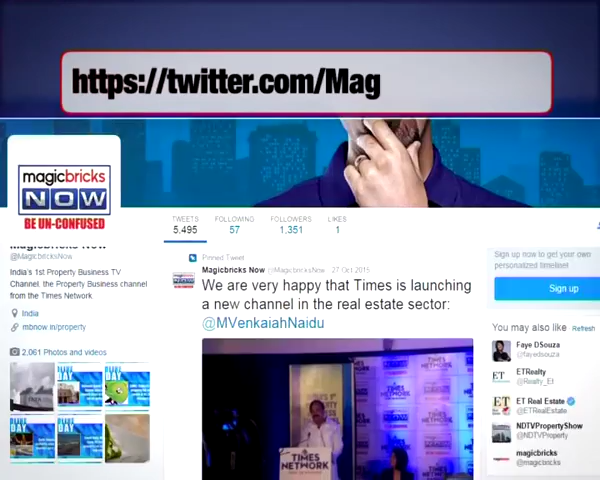 https://twitter.com/Mag
magicbricks
NOW
BE UN-CONFUSED
TWEETS FOLLOWING FOLLOWERS LIKES
5,495 57 1,351 1
Magicbricks Now
@MagicbricksNow
India's 1st Property Business TV
Channel. the Property Business channel
from the Times Network
India
mbnow.in/property
2,061 Photos and videos
Pinned Tweet
Magicbricks Now @MagicbricksNow · 27 Oct 2015
We are very happy that Times is launching
a new channel in the real estate sector:
@MVenkaiahNaidu
TIMES
NETWORK
TIMES
NETWORK
Sign up now to get your own
personalized timeline!
Sign up
You may also like · Refresh
Faye DSouza
@fayedsouza
ET
ETRealty
@Realty_ET
ET
ET Real Estate
@ETRealEstate
NDTVPropertyShow
@NDTVProperty
magicbricks
@magicbricks